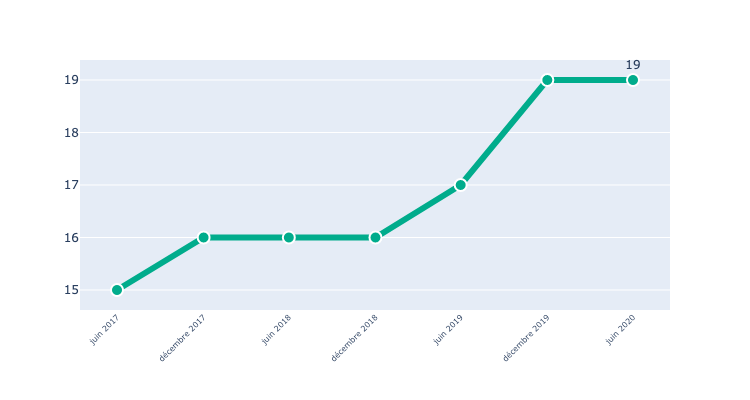 19
19
18
17
16
15
juin 2017
décembre 2017
juin 2018
décembre 2018
juin 2019
décembre 2019
juin 2020